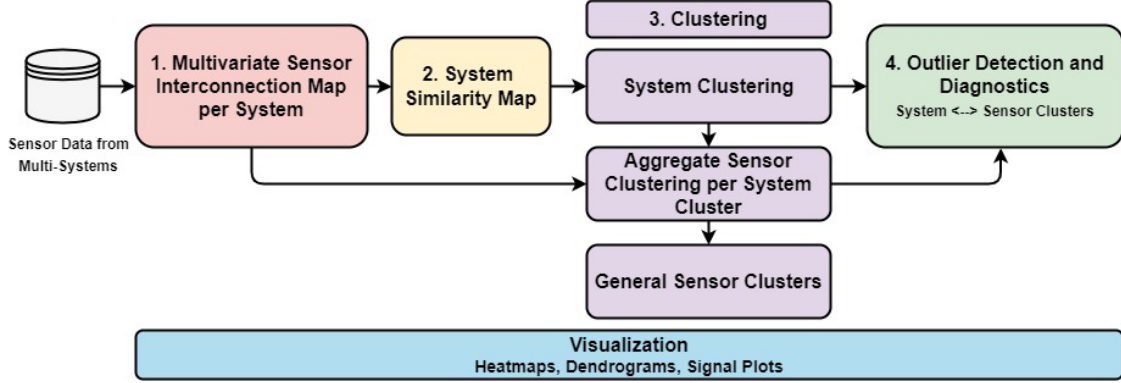 Sensor Data from
Multi-Systems
1. Multivariate Sensor
Interconnection Map
per System
2. System
Similarity Map
3. Clustering
System Clustering
Aggregate Sensor
Clustering per System
Cluster
General Sensor Clusters
4. Outlier Detection and
Diagnostics
System <--> Sensor Clusters
Visualization
Heatmaps, Dendrograms, Signal Plots